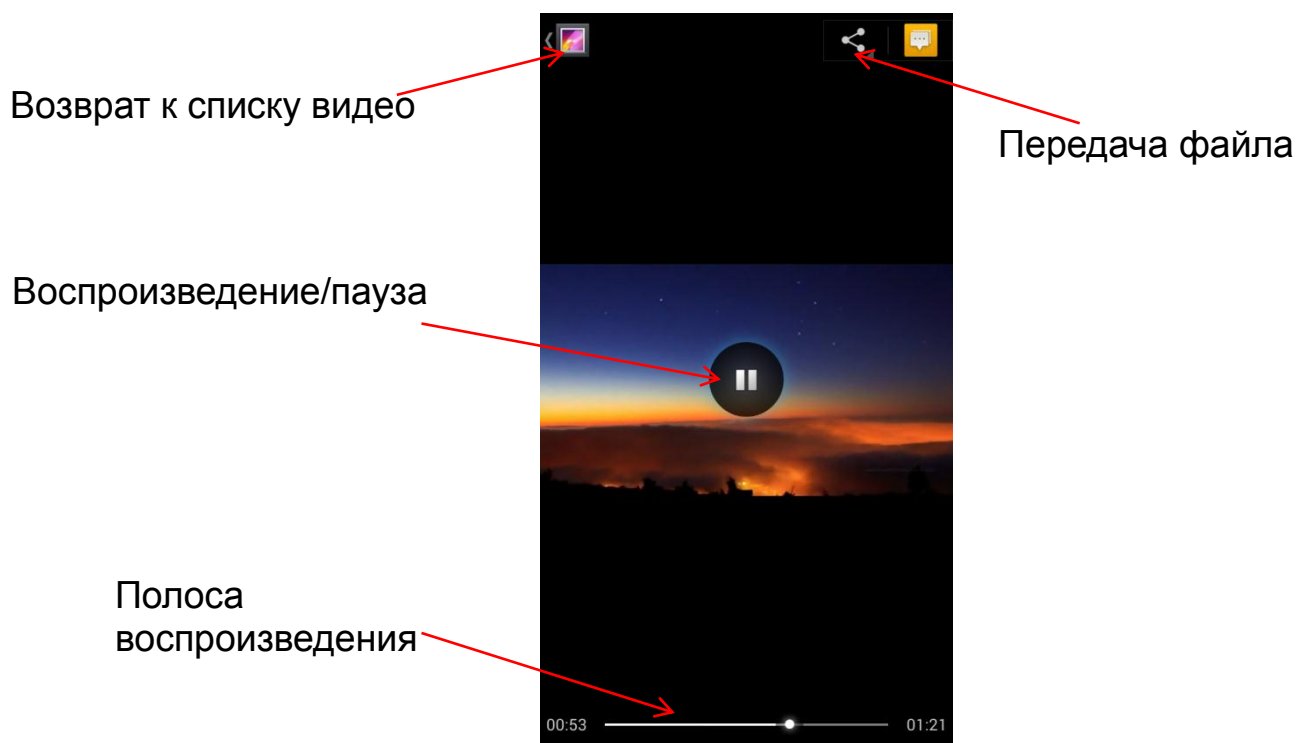 Возврат к списку видео
Передача файла
Воспроизведение/пауза
Полоса
воспроизведения
00:53
01:21